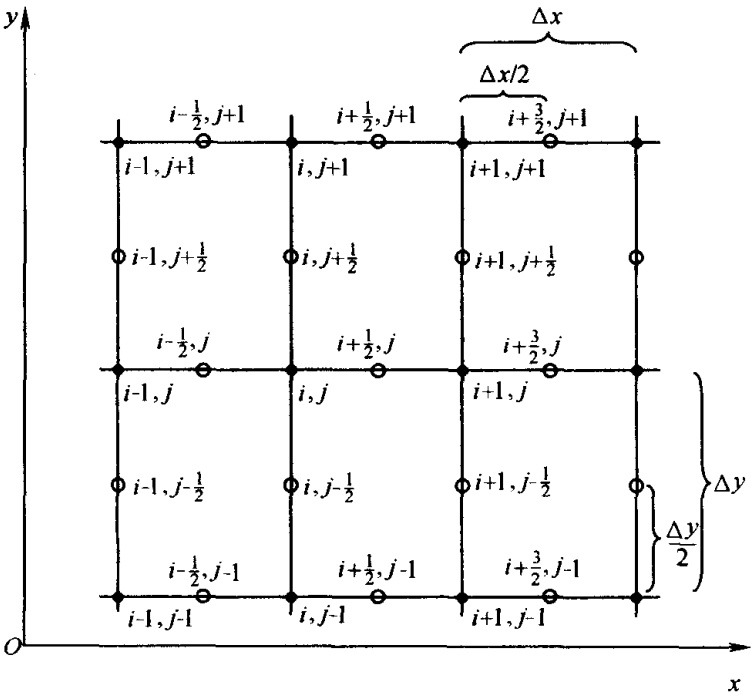 y
Δx
Δx/2
i-1/2, j+1 i+1/2, j+1 i+3/2, j+1
i-1, j+1 i, j+1 i+1, j+1
i-1, j+1/2 i, j+1/2 i+1, j+1/2
i-1/2, j i+1/2, j i+3/2, j
i-1, j i, j i+1, j
i-1, j-1/2 i, j-1/2 i+1, j-1/2
Δy
Δy/2
i-1/2, j-1 i+1/2, j-1 i+3/2, j-1
i-1, j-1 i, j-1 i+1, j-1
O
x